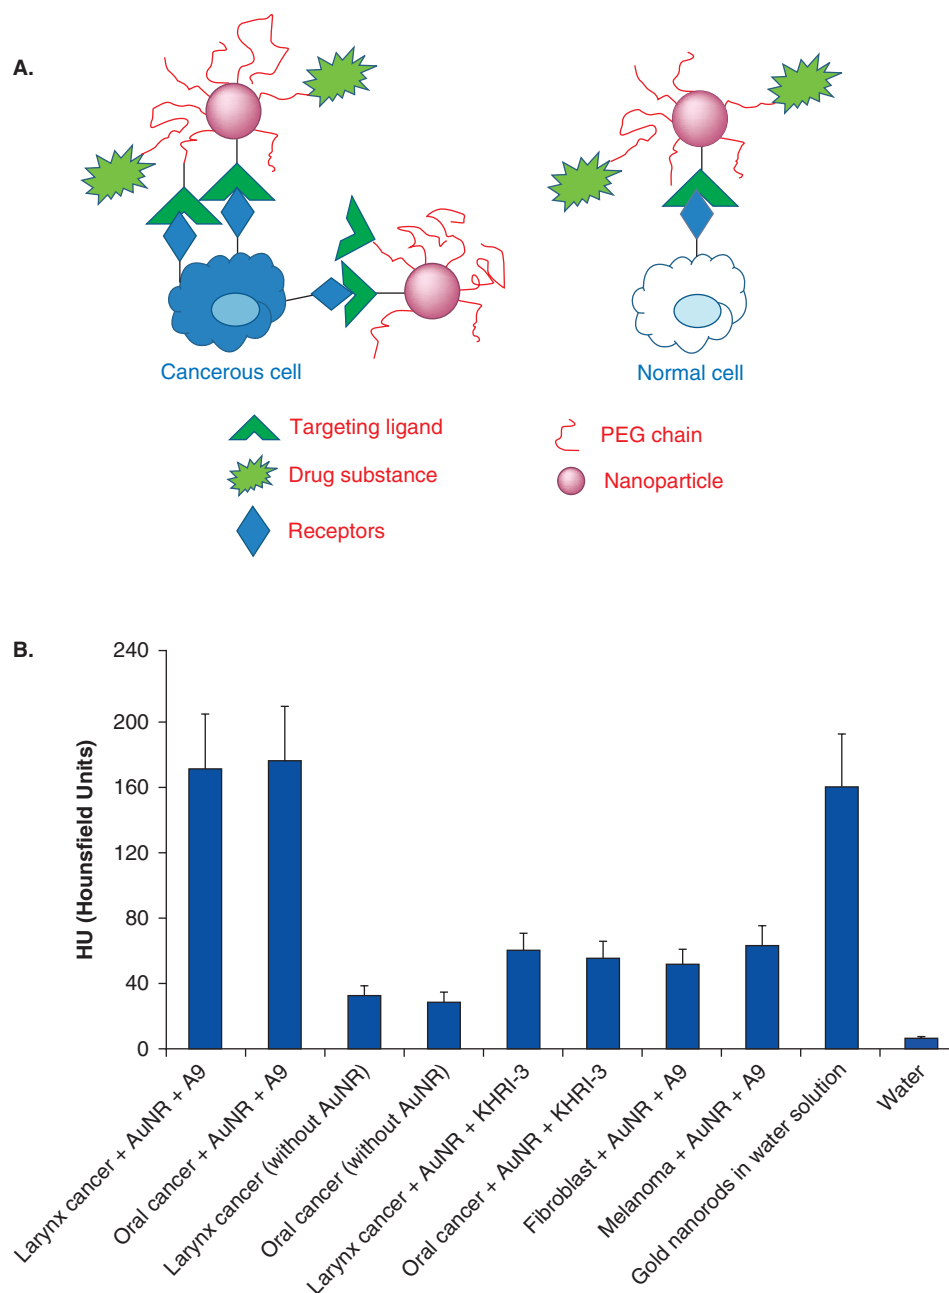 A.
Cancerous cell
Normal cell
Targeting ligand
PEG chain
Drug substance
Nanoparticle
Receptors
B.
240
200
160
120
80
40
0
HU (Hounsfield Units)
Larynx cancer + AuNR + A9
Oral cancer + AuNR + A9
Larynx cancer (without AuNR)
Oral cancer (without AuNR)
Larynx cancer + AuNR + KHRI-3
Oral cancer + AuNR + KHRI-3
Fibroblast + AuNR + A9
Melanoma + AuNR + A9
Gold nanorods in water solution
Water